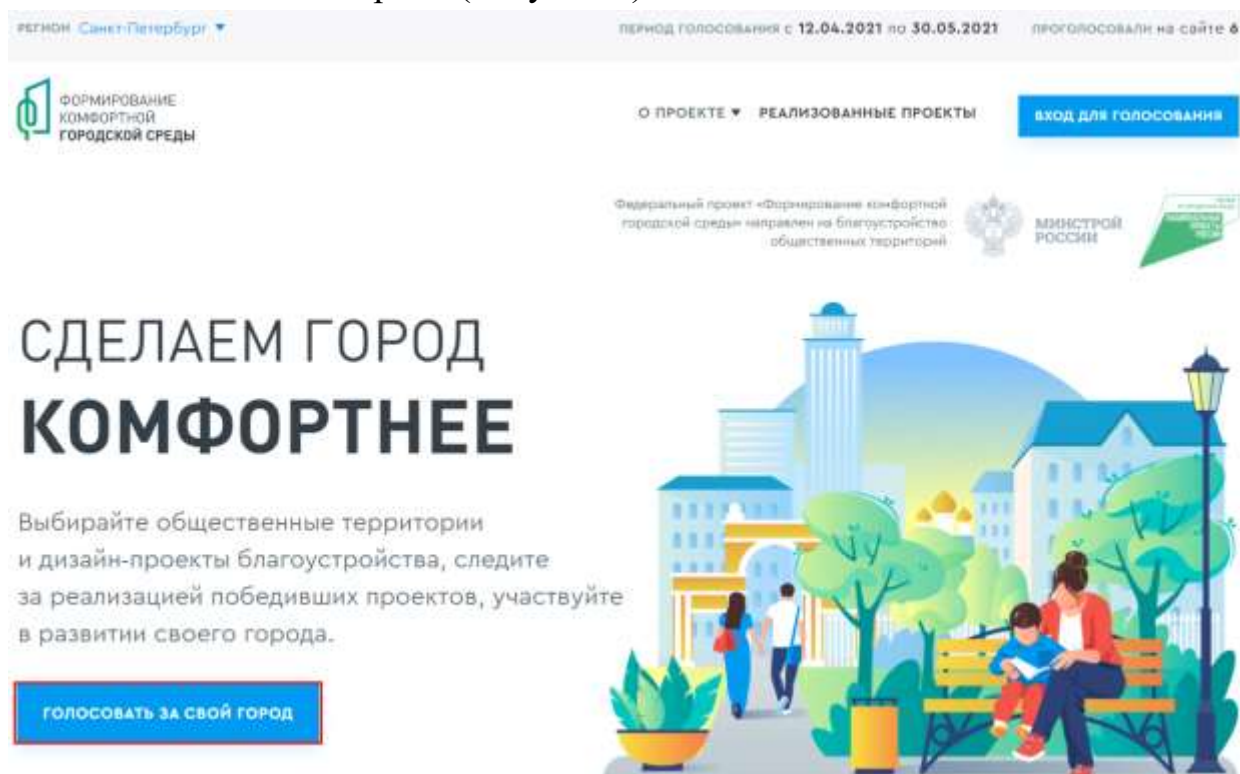 РЕГИОН Санкт-Петербург ▼
ПЕРИОД ГОЛОСОВАНИЯ с 12.04.2021 по 30.05.2021
ПРОГОЛОСОВАЛИ на сайте 6
ФОРМИРОВАНИЕ
КОМФОРТНОЙ
ГОРОДСКОЙ СРЕДЫ
О ПРОЕКТЕ ▼ РЕАЛИЗОВАННЫЕ ПРОЕКТЫ
ВХОД ДЛЯ ГОЛОСОВАНИЯ
Федеральный проект «Формирование комфортной
городской среды» направлен на благоустройство
общественных территорий
МИНСТРОЙ
РОССИИ
СДЕЛАЕМ ГОРОД
КОМФОРТНЕЕ
Выбирайте общественные территории
и дизайн-проекты благоустройства, следите
за реализацией победивших проектов, участвуйте
в развитии своего города.
ГОЛОСОВАТЬ ЗА СВОЙ ГОРОД